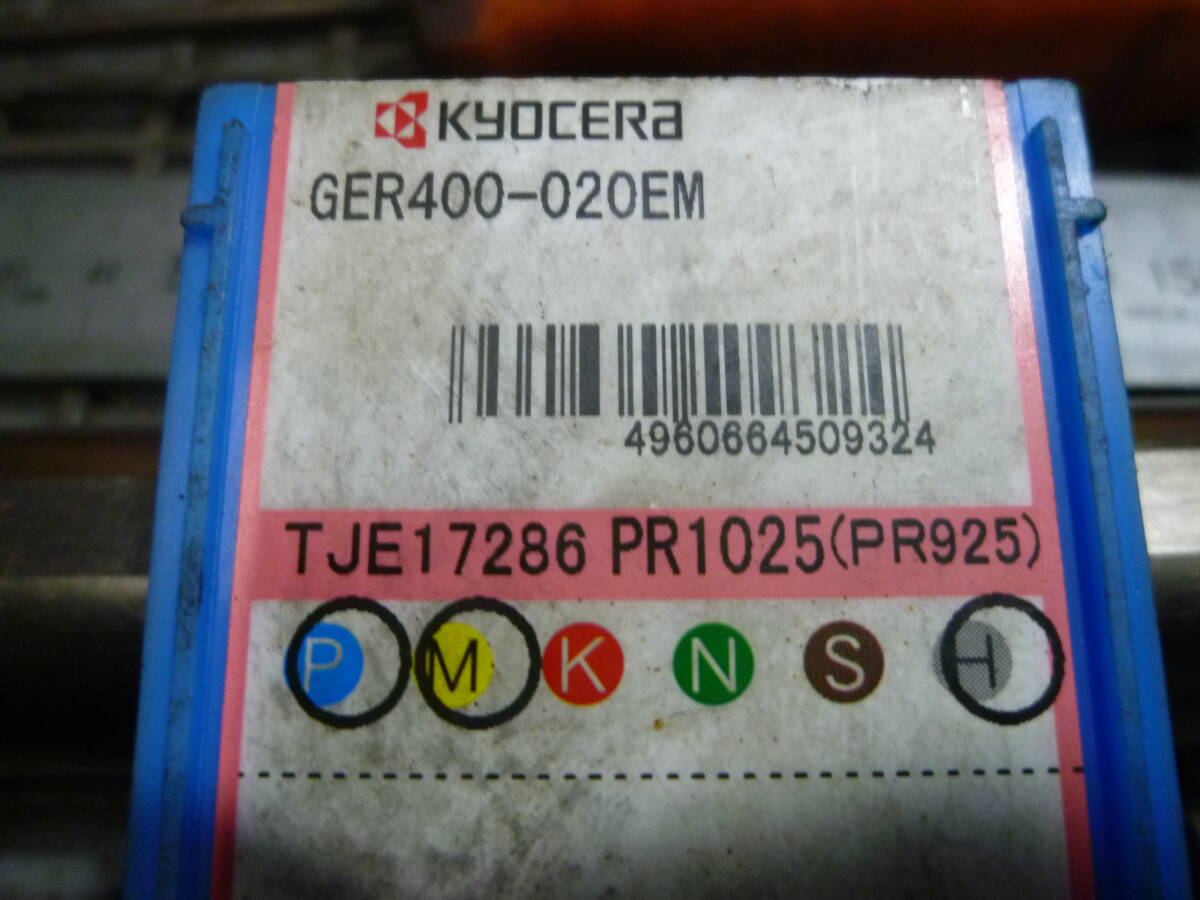 KYOCERA
GER400-020EM
4960664509324
TJE17286 PR1025(PR925)
P M K N S H